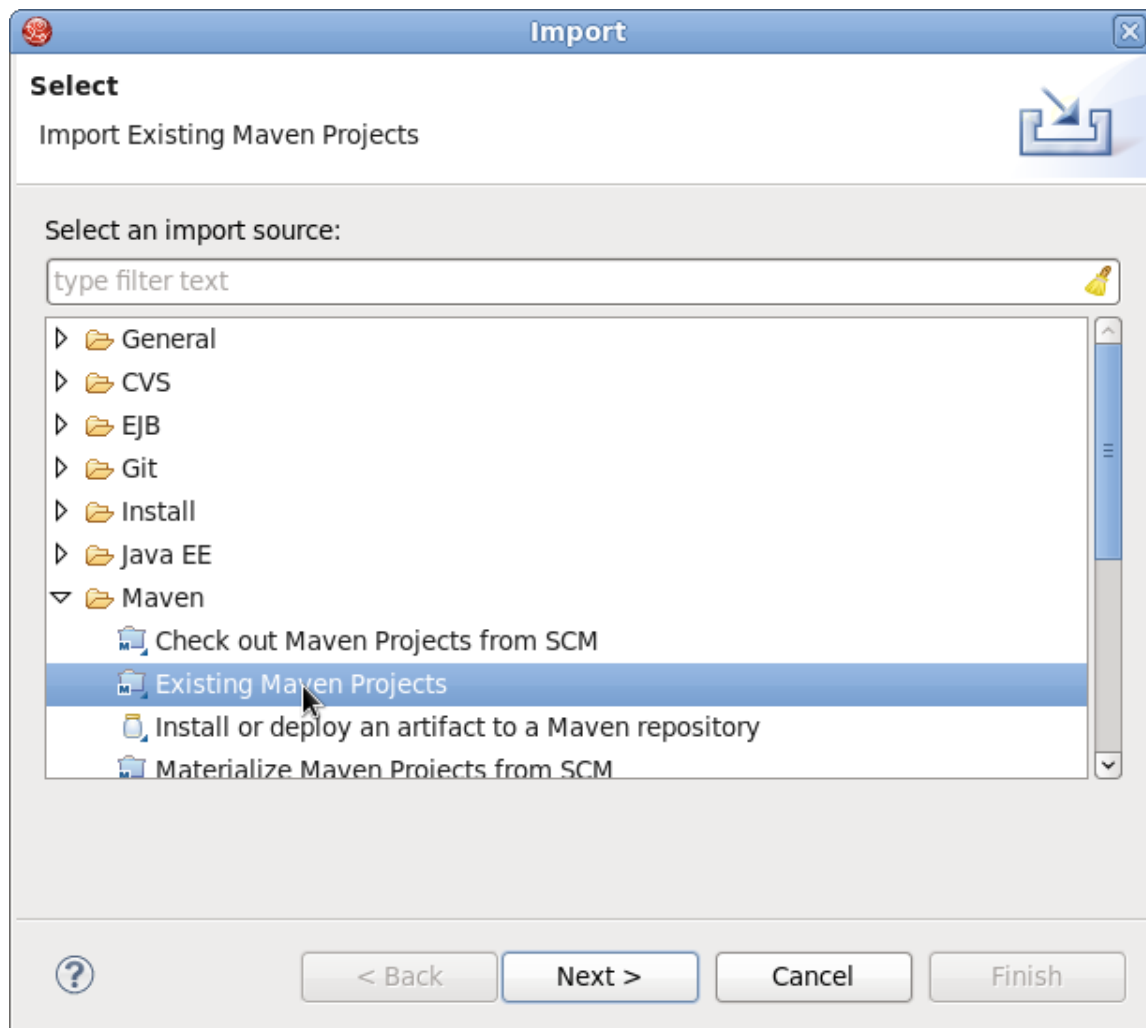 Import
Select
Import Existing Maven Projects
Select an import source:
type filter text
General
CVS
EJB
Git
Install
Java EE
Maven
Check out Maven Projects from SCM
Existing Maven Projects
Install or deploy an artifact to a Maven repository
Materialize Maven Projects from SCM
< Back Next > Cancel Finish